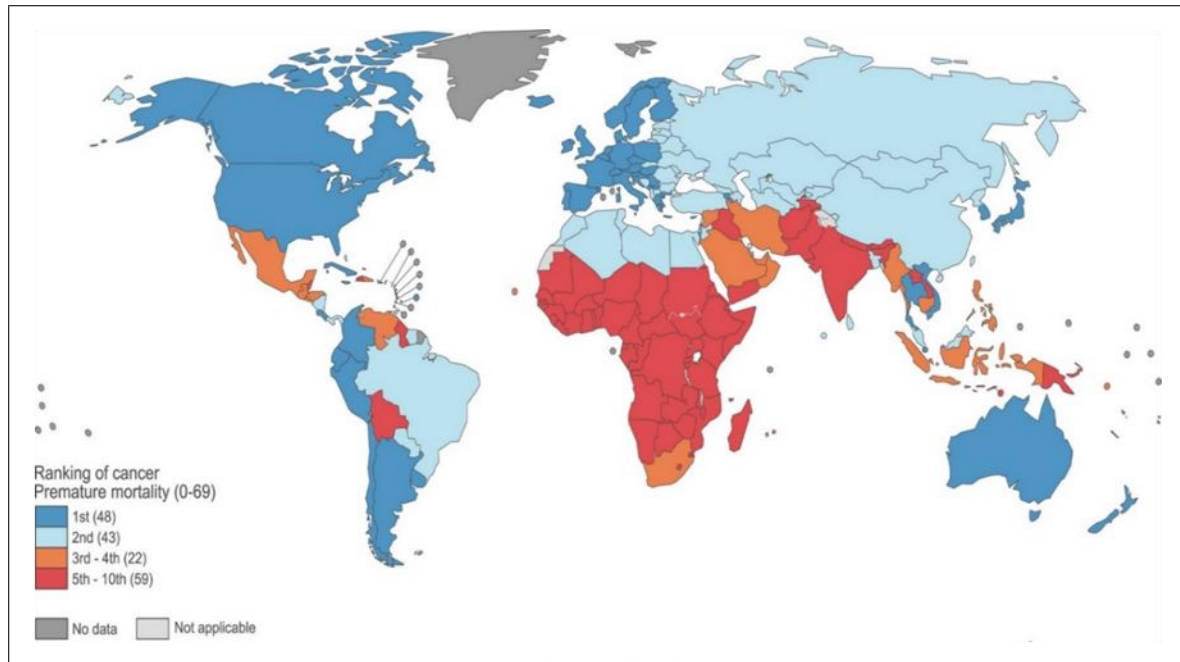 Ranking of cancer
Premature mortality (0-69)
1st (48)
2nd (43)
3rd - 4th (22)
5th - 10th (59)
No data
Not applicable